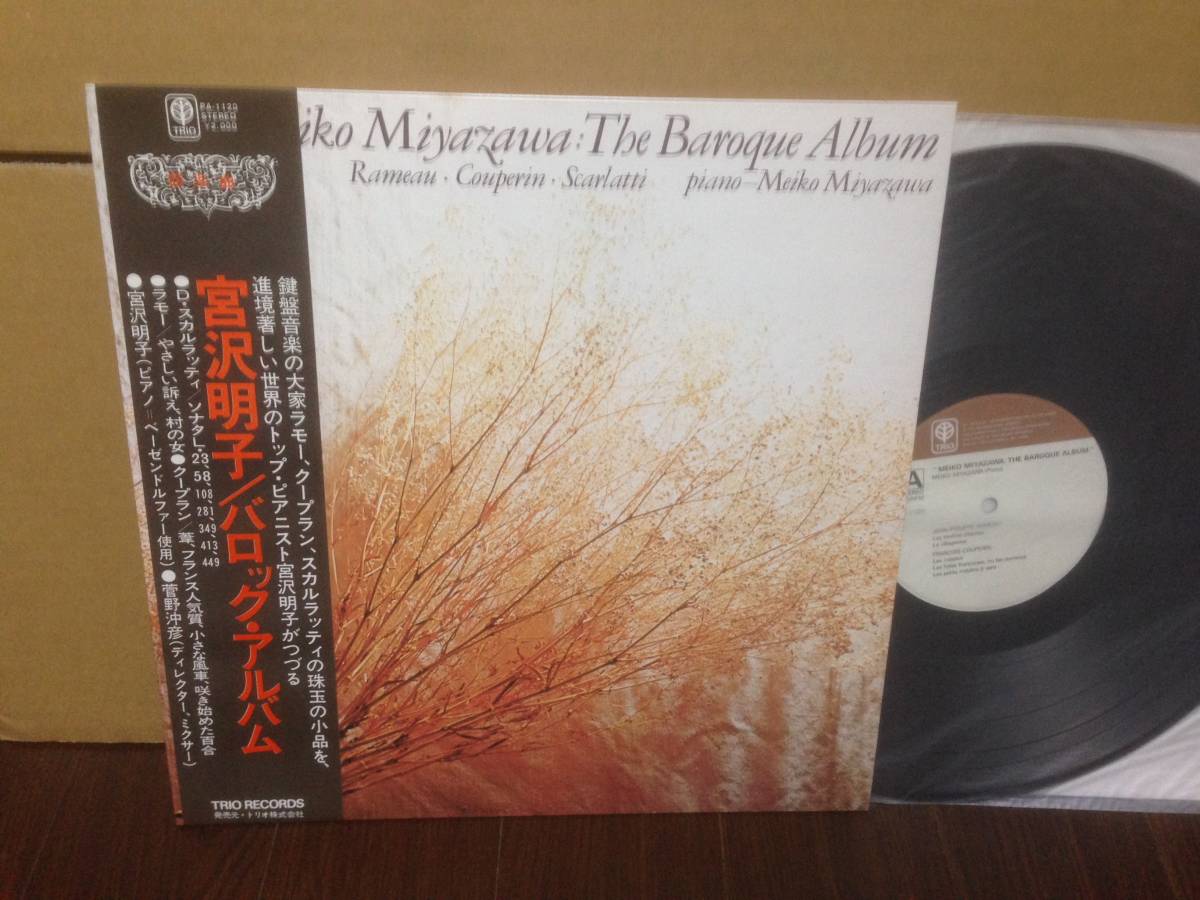 TRIO
PA-1120
STEREO
¥2,000
iko Miyazawa: The Baroque Album
Rameau・Couperin・Scarlatti piano—Meiko Miyazawa
鍵盤音楽の大家ラモー、クープラン、スカルラッティの珠玉の小品を、
進境著しい世界のトップ・ピアニスト宮沢明子がつづる
宮沢明子/バロック・アルバム
●D・スカルラッティ/ソナタL・23、58、108、281、349、413、449
●ラモー/やさしい訴え、村の女●クープラン/葦、フランス人気質、小さな風車、咲き始めた百合
●宮沢明子(ピアノ=ベーゼンドルファー使用)●菅野沖彦(ディレクター、ミクサー)
TRIO RECORDS
発売元・トリオ株式会社
TRIO
"MEIKO MIYAZAWA: THE BAROQUE ALBUM"
MEIKO MIYAZAWA (Piano)
A